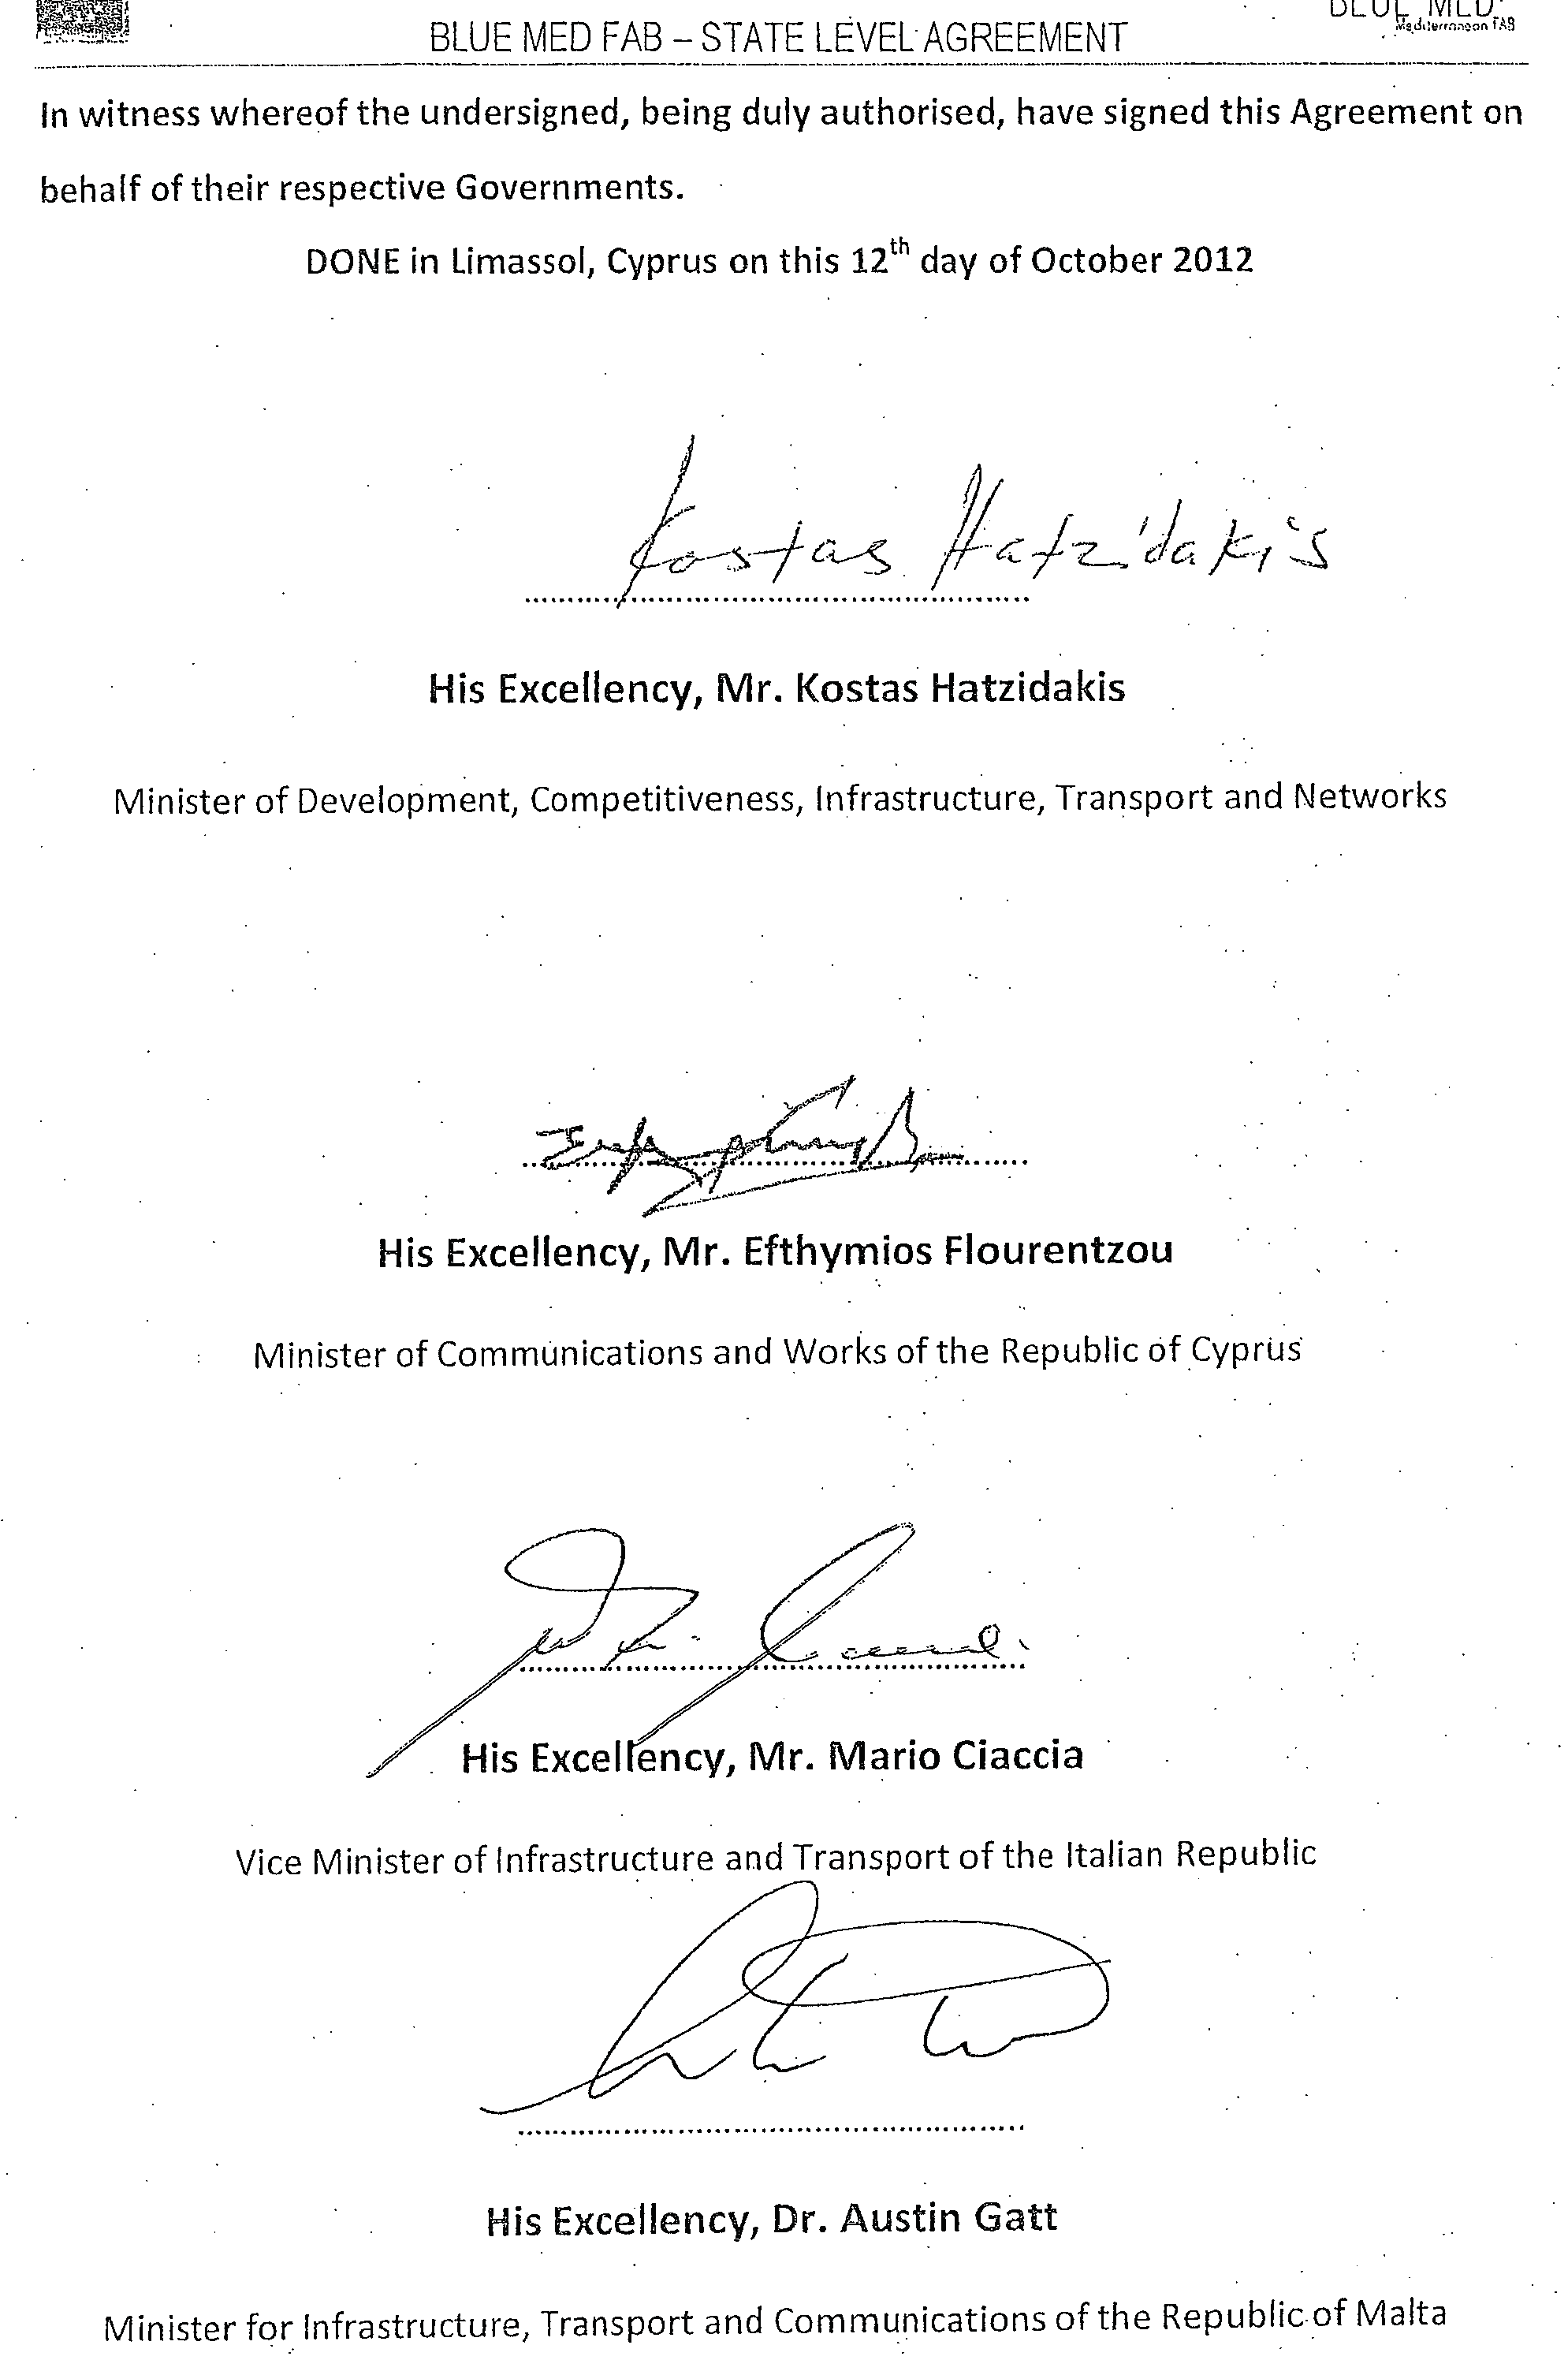 BLUE MED FAB – STATE LEVEL AGREEMENT
BLUE MED
Mediterranean FAB
In witness whereof the undersigned, being duly authorised, have signed this Agreement on
behalf of their respective Governments.
DONE in Limassol, Cyprus on this 12th day of October 2012
Kostas Hatzidakis
His Excellency, Mr. Kostas Hatzidakis
Minister of Development, Competitiveness, Infrastructure, Transport and Networks
His Excellency, Mr. Efthymios Flourentzou
Minister of Communications and Works of the Republic of Cyprus
His Excellency, Mr. Mario Ciaccia
Vice Minister of Infrastructure and Transport of the Italian Republic
His Excellency, Dr. Austin Gatt
Minister for Infrastructure, Transport and Communications of the Republic of Malta